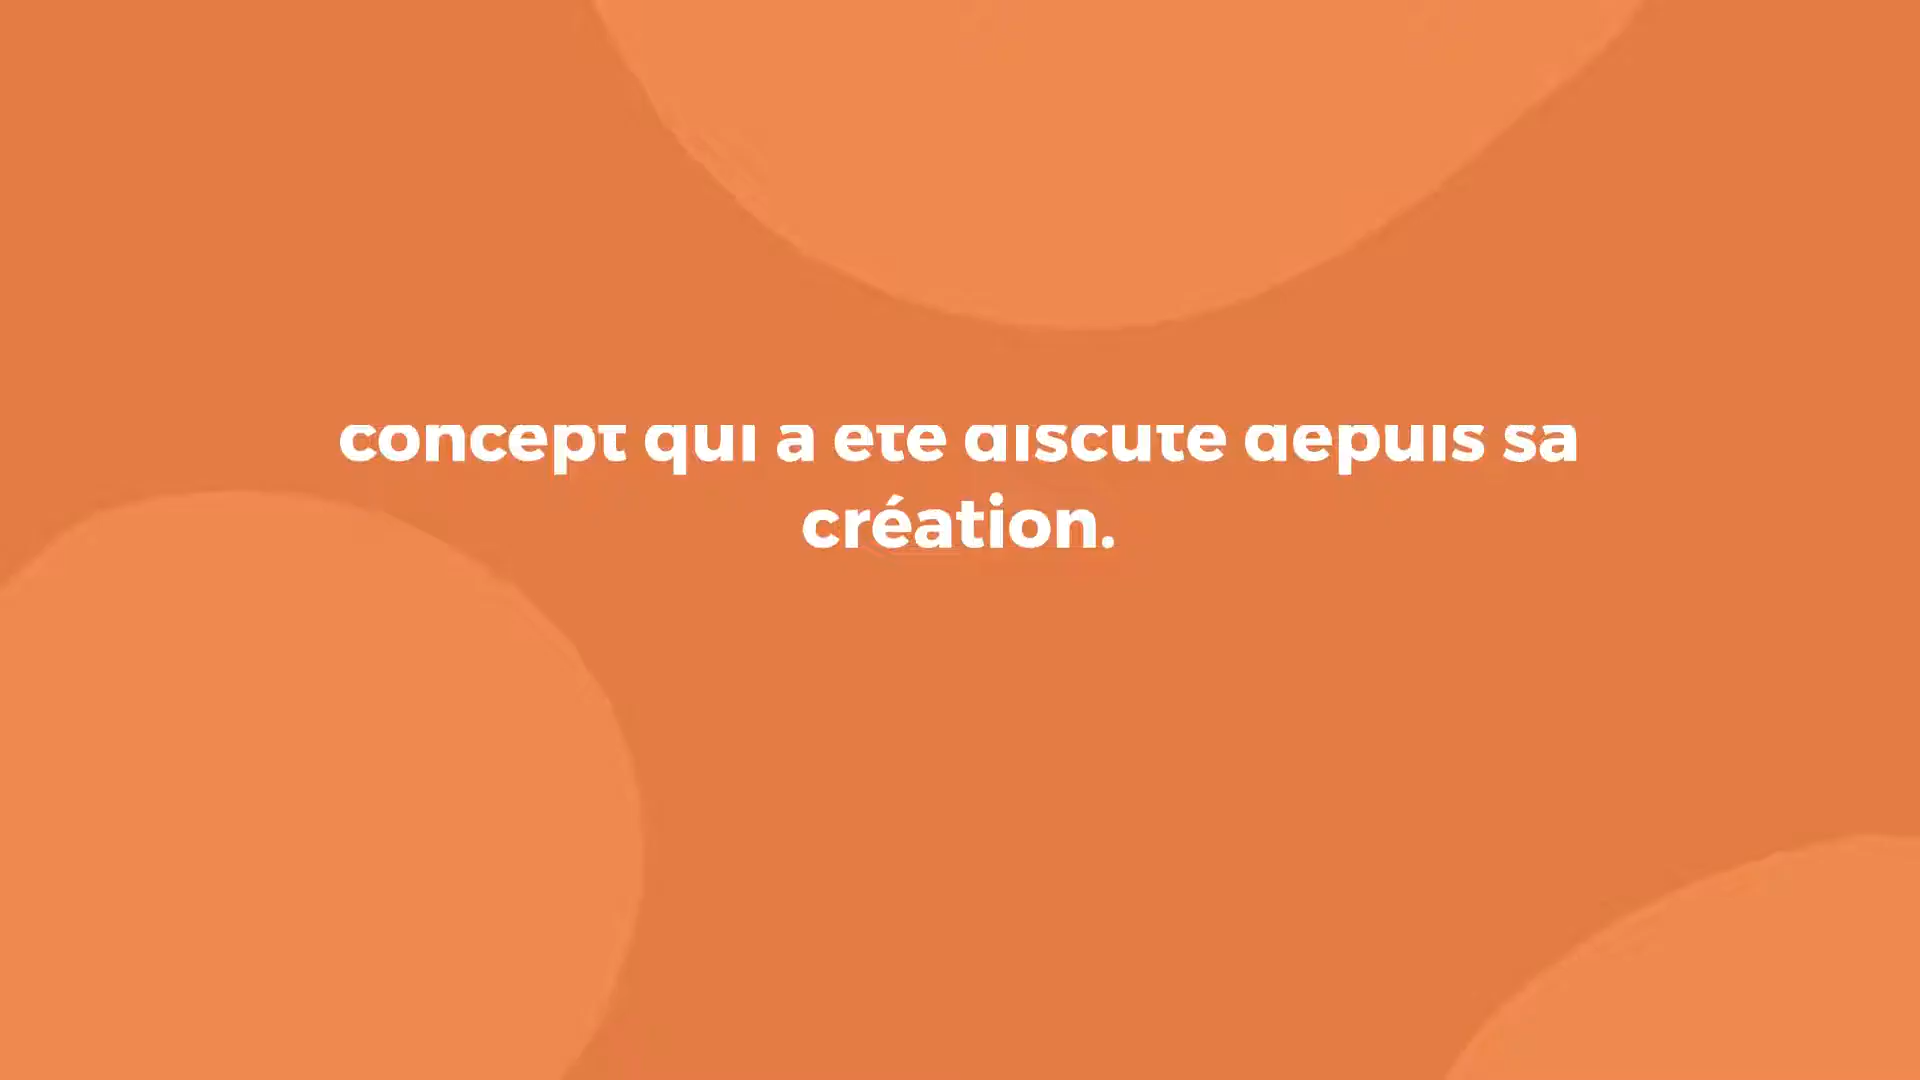 concept qui a été discuté depuis sa
création.